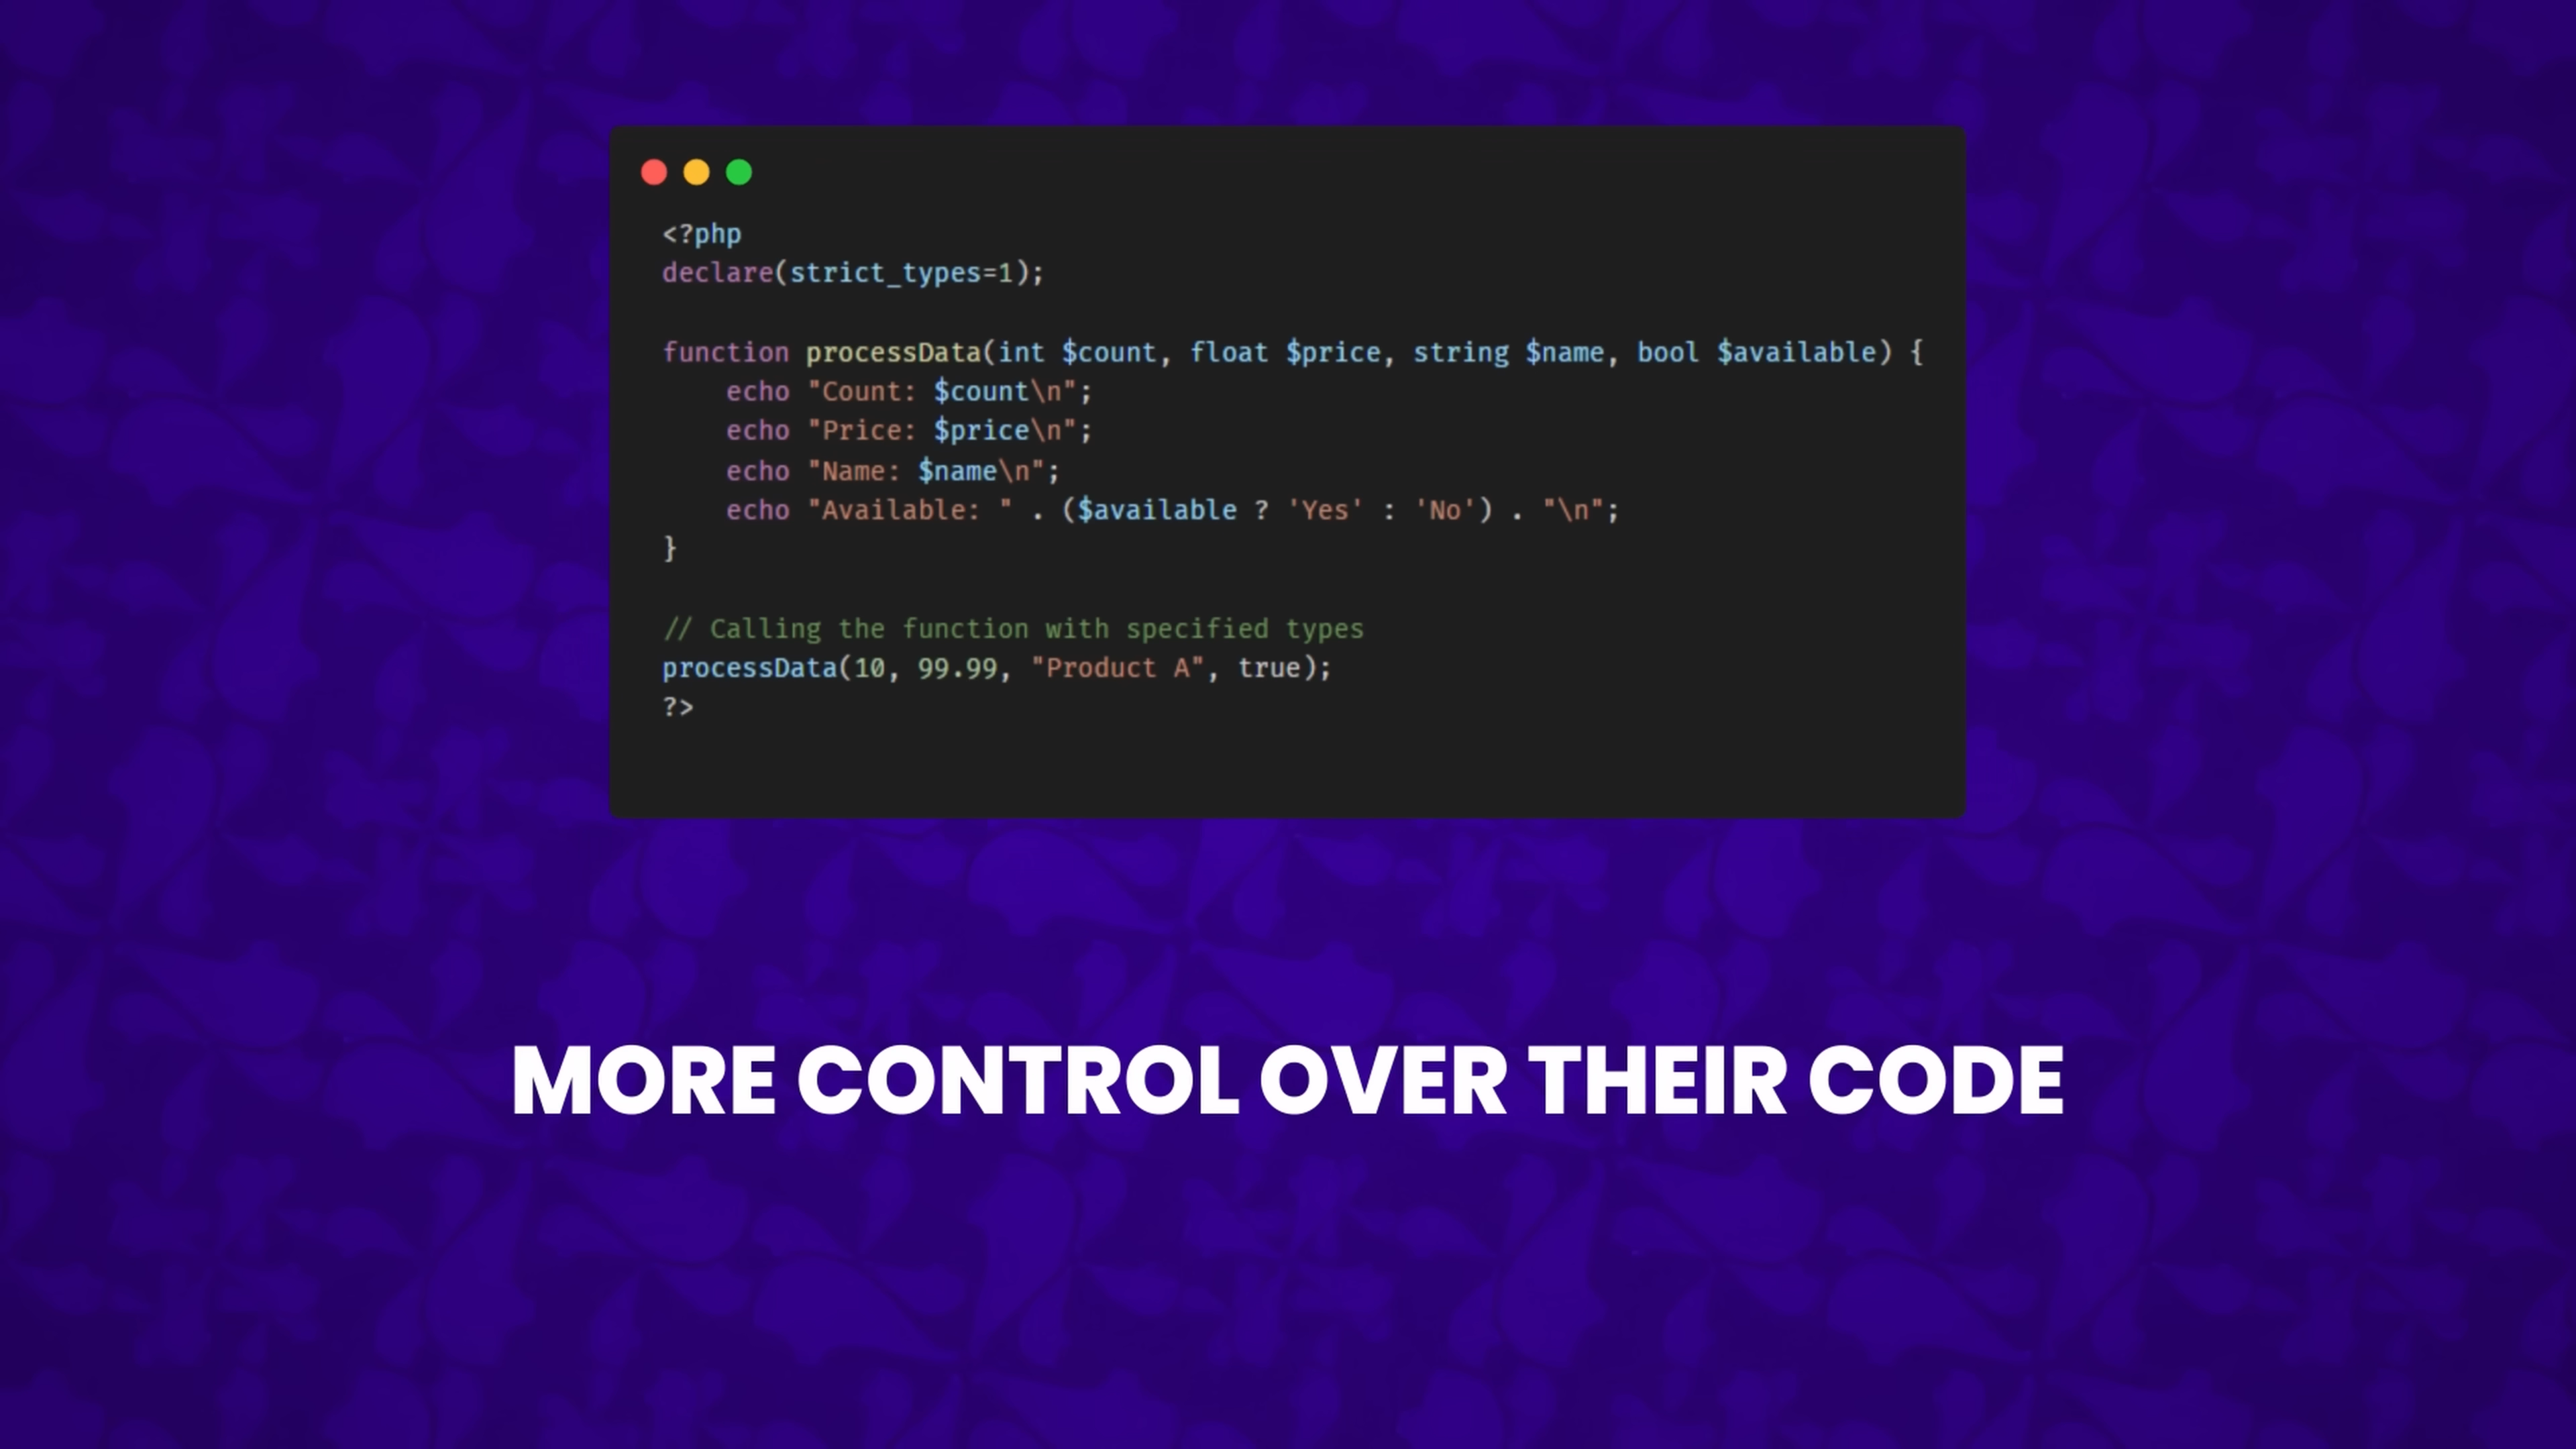 <?php
declare(strict_types=1);
function processData(int $count, float $price, string $name, bool $available) {
    echo "Count: $count\n";
    echo "Price: $price\n";
    echo "Name: $name\n";
    echo "Available: " . ($available ? 'Yes' : 'No') . "\n";
}
// Calling the function with specified types
processData(10, 99.99, "Product A", true);
?>
MORE CONTROL OVER THEIR CODE